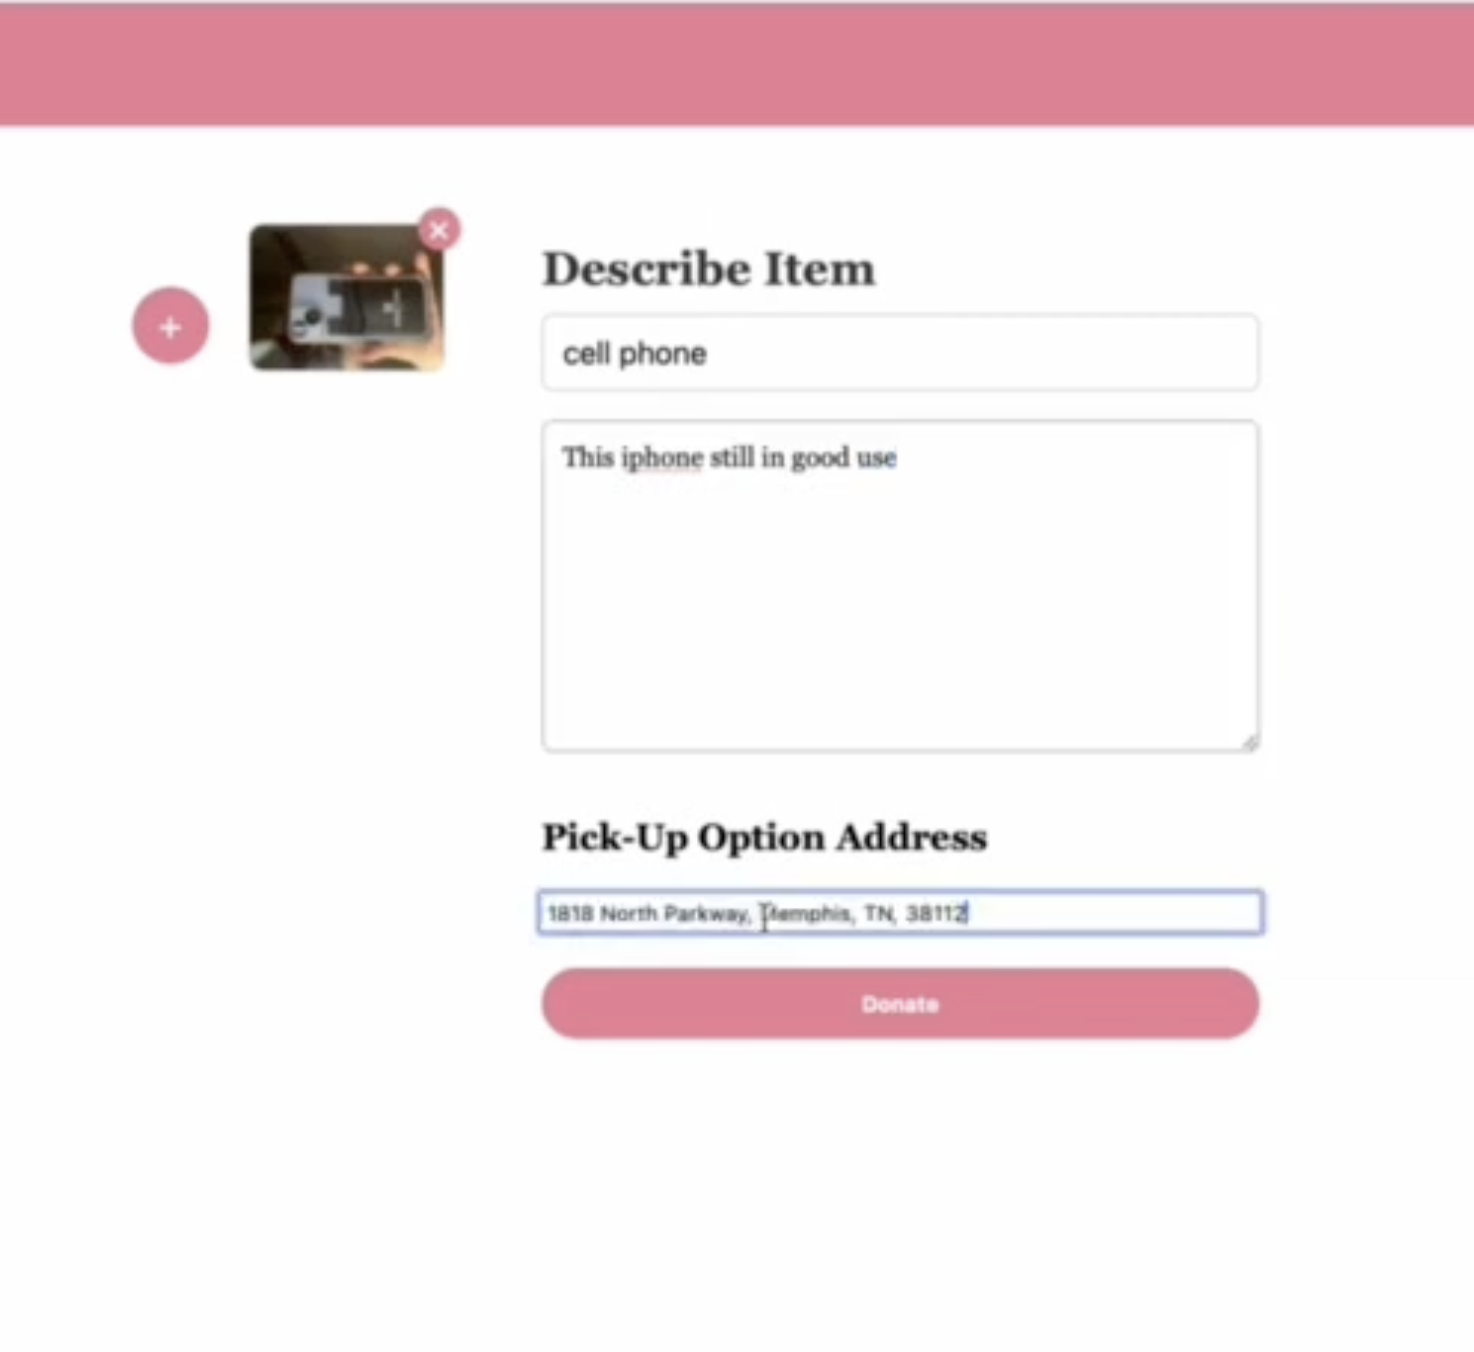 Describe Item
cell phone
This iphone still in good use
Pick-Up Option Address
1818 North Parkway, Memphis, TN, 38112
Donate